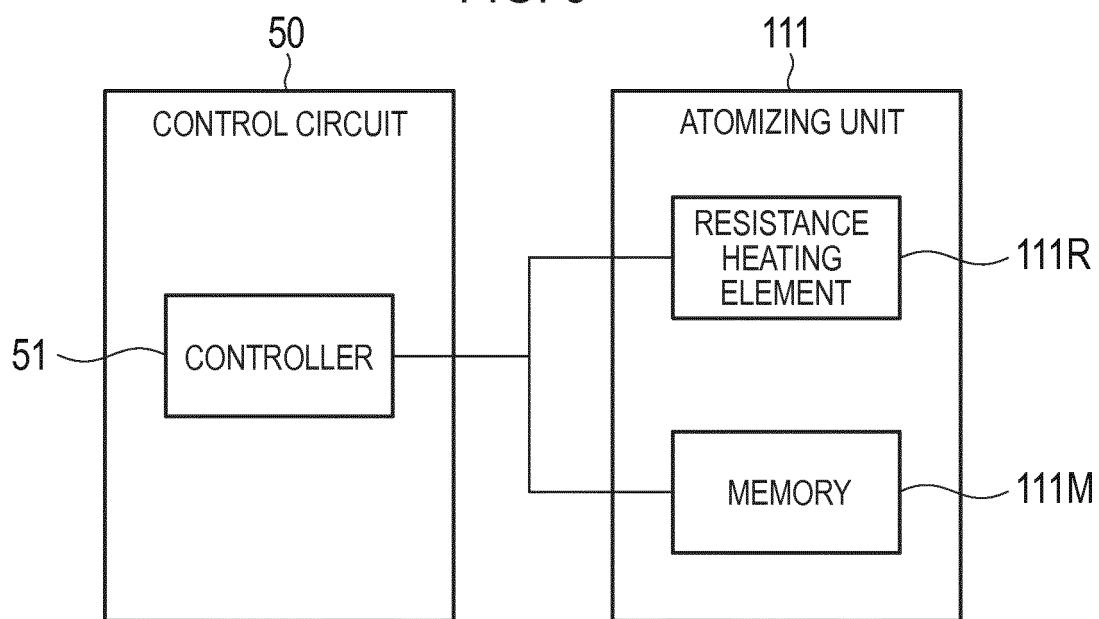 50
111
CONTROL CIRCUIT
ATOMIZING UNIT
RESISTANCE
HEATING
ELEMENT
111R
51
CONTROLLER
MEMORY
111M